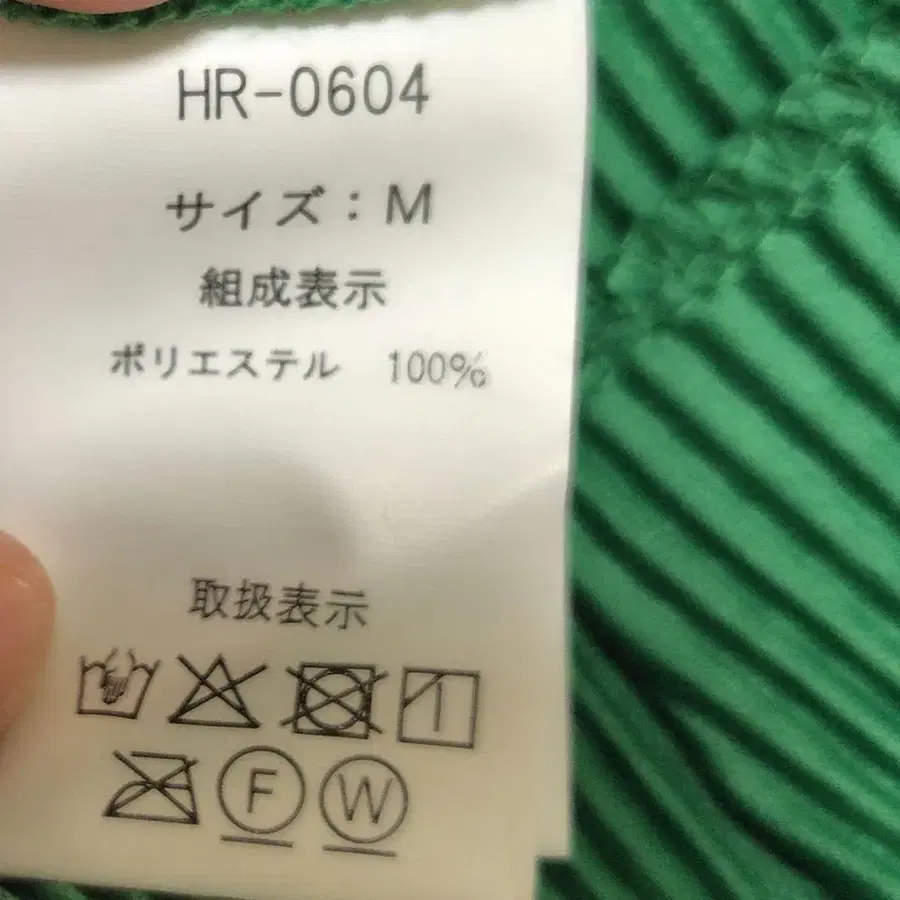 HR-0604
サイズ：M
組成表示
ポリエステル　100%
取扱表示
F W